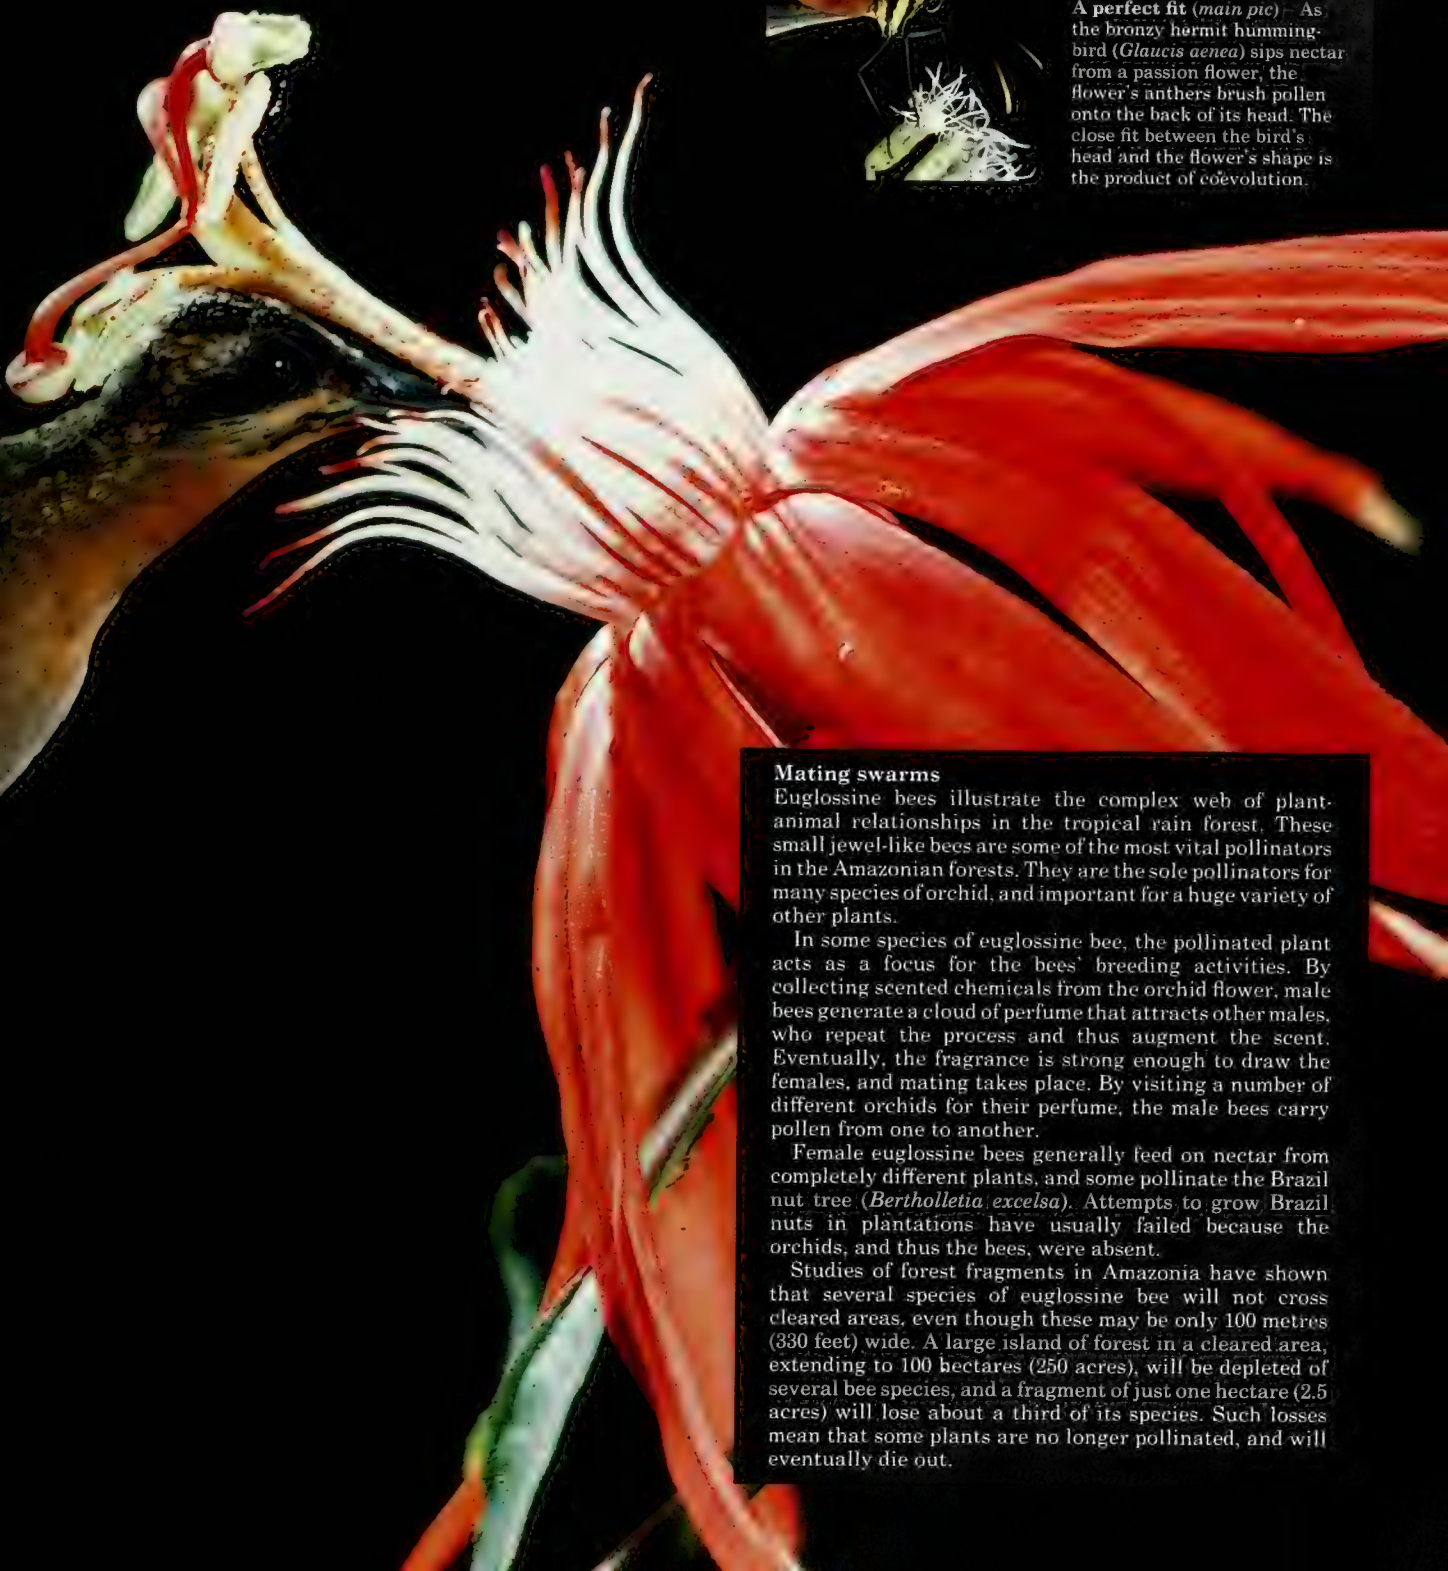 A perfect fit (main pic) – As
the bronzy hermit humming-
bird (Glaucis aenea) sips nectar
from a passion flower, the
flower's anthers brush pollen
onto the back of its head. The
close fit between the bird's
head and the flower's shape is
the product of coevolution.
Mating swarms
Euglossine bees illustrate the complex web of plant-
animal relationships in the tropical rain forest. These
small jewel-like bees are some of the most vital pollinators
in the Amazonian forests. They are the sole pollinators for
many species of orchid, and important for a huge variety of
other plants.
In some species of euglossine bee, the pollinated plant
acts as a focus for the bees' breeding activities. By
collecting scented chemicals from the orchid flower, male
bees generate a cloud of perfume that attracts other males,
who repeat the process and thus augment the scent.
Eventually, the fragrance is strong enough to draw the
females, and mating takes place. By visiting a number of
different orchids for their perfume, the male bees carry
pollen from one to another.
Female euglossine bees generally feed on nectar from
completely different plants, and some pollinate the Brazil
nut tree (Bertholletia excelsa). Attempts to grow Brazil
nuts in plantations have usually failed because the
orchids, and thus the bees, were absent.
Studies of forest fragments in Amazonia have shown
that several species of euglossine bee will not cross
cleared areas, even though these may be only 100 metres
(330 feet) wide. A large island of forest in a cleared area,
extending to 100 hectares (250 acres), will be depleted of
several bee species, and a fragment of just one hectare (2.5
acres) will lose about a third of its species. Such losses
mean that some plants are no longer pollinated, and will
eventually die out.